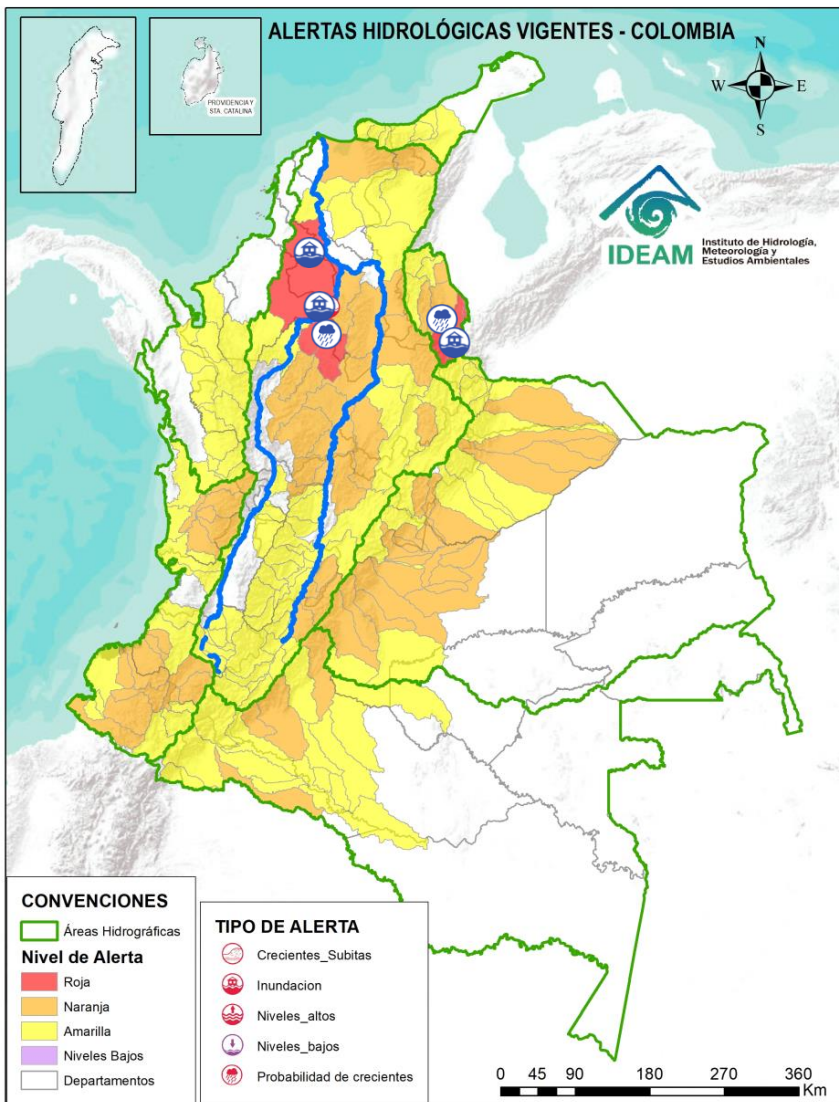 ALERTAS HIDROLÓGICAS VIGENTES - COLOMBIA
PROVIDENCIA Y
STA. CATALINA
N
W
E
S
IDEAM
Instituto de Hidrología,
Meteorología y
Estudios Ambientales
CONVENCIONES
Áreas Hidrográficas
Nivel de Alerta
Roja
Naranja
Amarilla
Niveles Bajos
Departamentos
TIPO DE ALERTA
Crecientes_Subitas
Inundacion
Niveles_altos
Niveles_bajos
Probabilidad de crecientes
0 45 90 180 270 360
Km